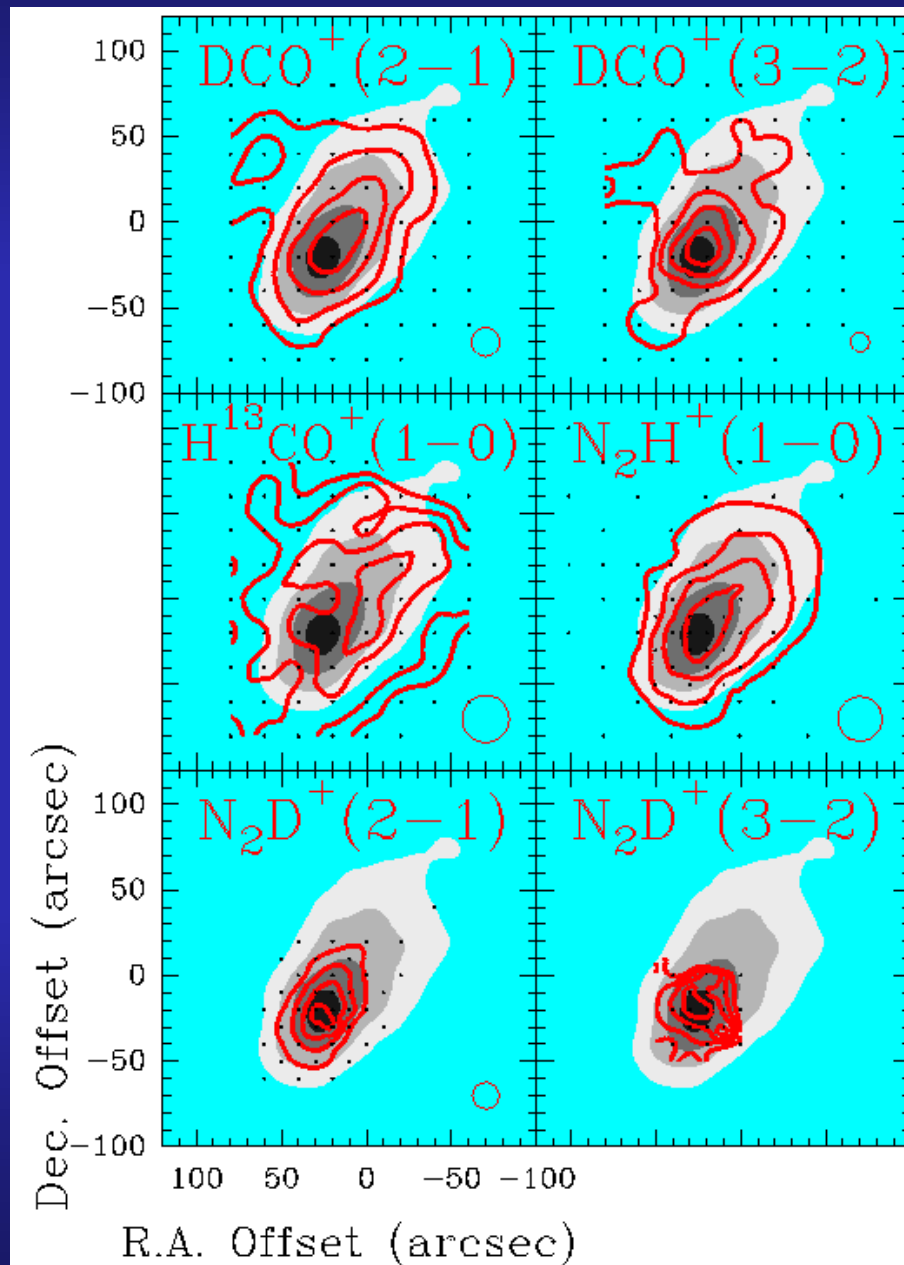 100
50
0
−50
−100
DCO⁺(2−1)
DCO⁺(3−2)
H¹³CO⁺(1−0)
N₂H⁺(1−0)
100
50
0
−50
−100
N₂D⁺(2−1)
N₂D⁺(3−2)
Dec. Offset (arcsec)
100 50 0 −50 −100
R.A. Offset (arcsec)